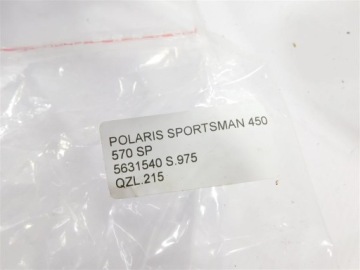 POLARIS SPORTSMAN 450
570 SP
5631540 S.975
QZL.215